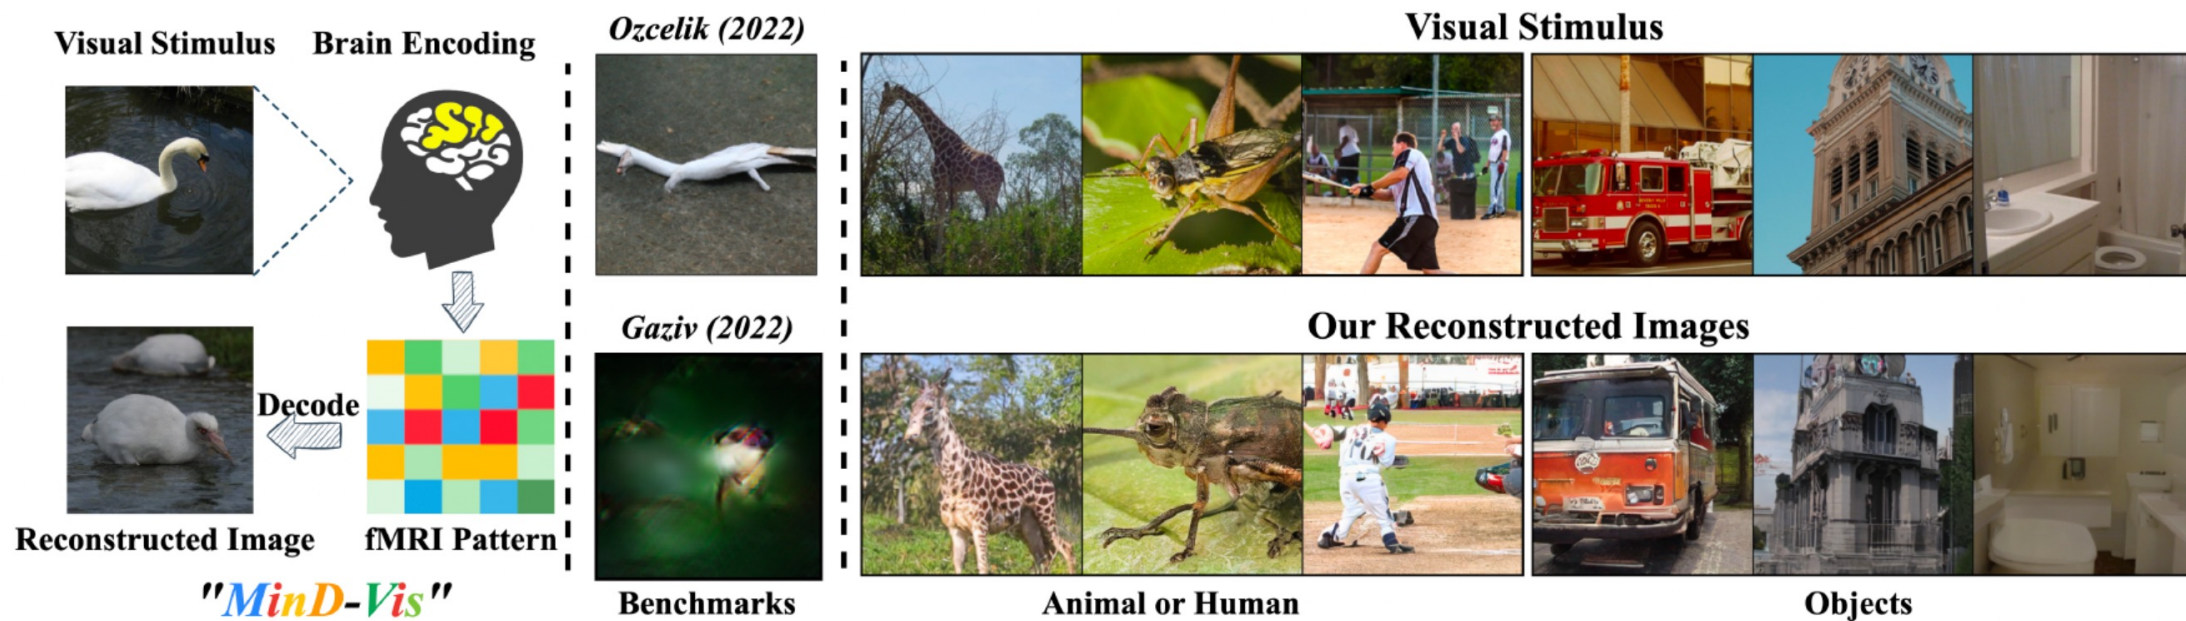 Visual Stimulus
Brain Encoding
Decode
Reconstructed Image
fMRI Pattern
"MinD-Vis"
Ozcelik (2022)
Gaziv (2022)
Benchmarks
Visual Stimulus
Our Reconstructed Images
Animal or Human
Objects